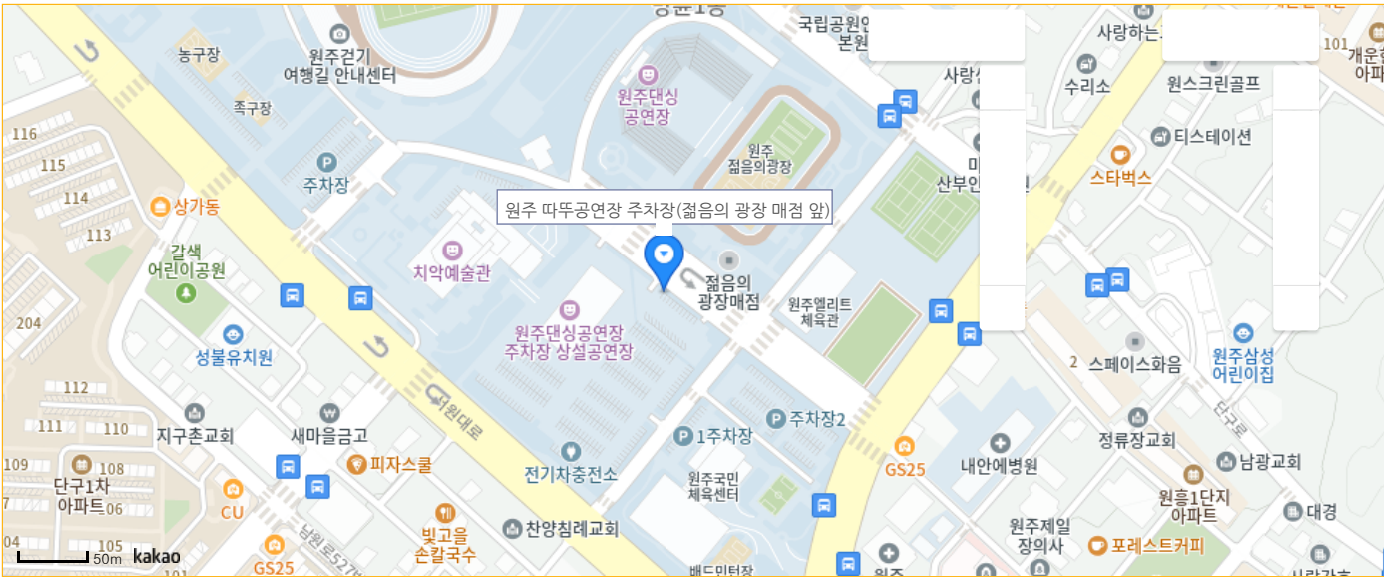 국립공원
본원
사랑하는
101
개운한
아파
농구장
원주걷기
여행길 안내센터
원주댄싱
공연장
수리소
원스크린골프
족구장
116
115
114
113
주차장
원주
젊음의광장
티스테이션
스타벅스
산부인
상가동
원주 따뚜공연장 주차장(젊음의 광장 매점 앞)
갈색
어린이공원
치악예술관
젊음의
광장매점
원주엘리트
체육관
204
성불유치원
원주댄싱공연장
주차장 상설공연장
2
스페이스화음
원주삼성
어린이집
112
111
110
지구촌교회
새마을금고
서원대로
1주차장
주차장2
단구로
정류장교회
109
108
단구1차
아파트
06
피자스쿨
전기차충전소
원주국민
체육센터
GS25
내안에병원
남광교회
원흥1단지
아파트
대경
CU
빛고을
손칼국수
찬양침례교회
원주제일
장의사
포레스트커피
04
105
50m
kakao
남원로527번
GS25
101
배드민턴장
원주